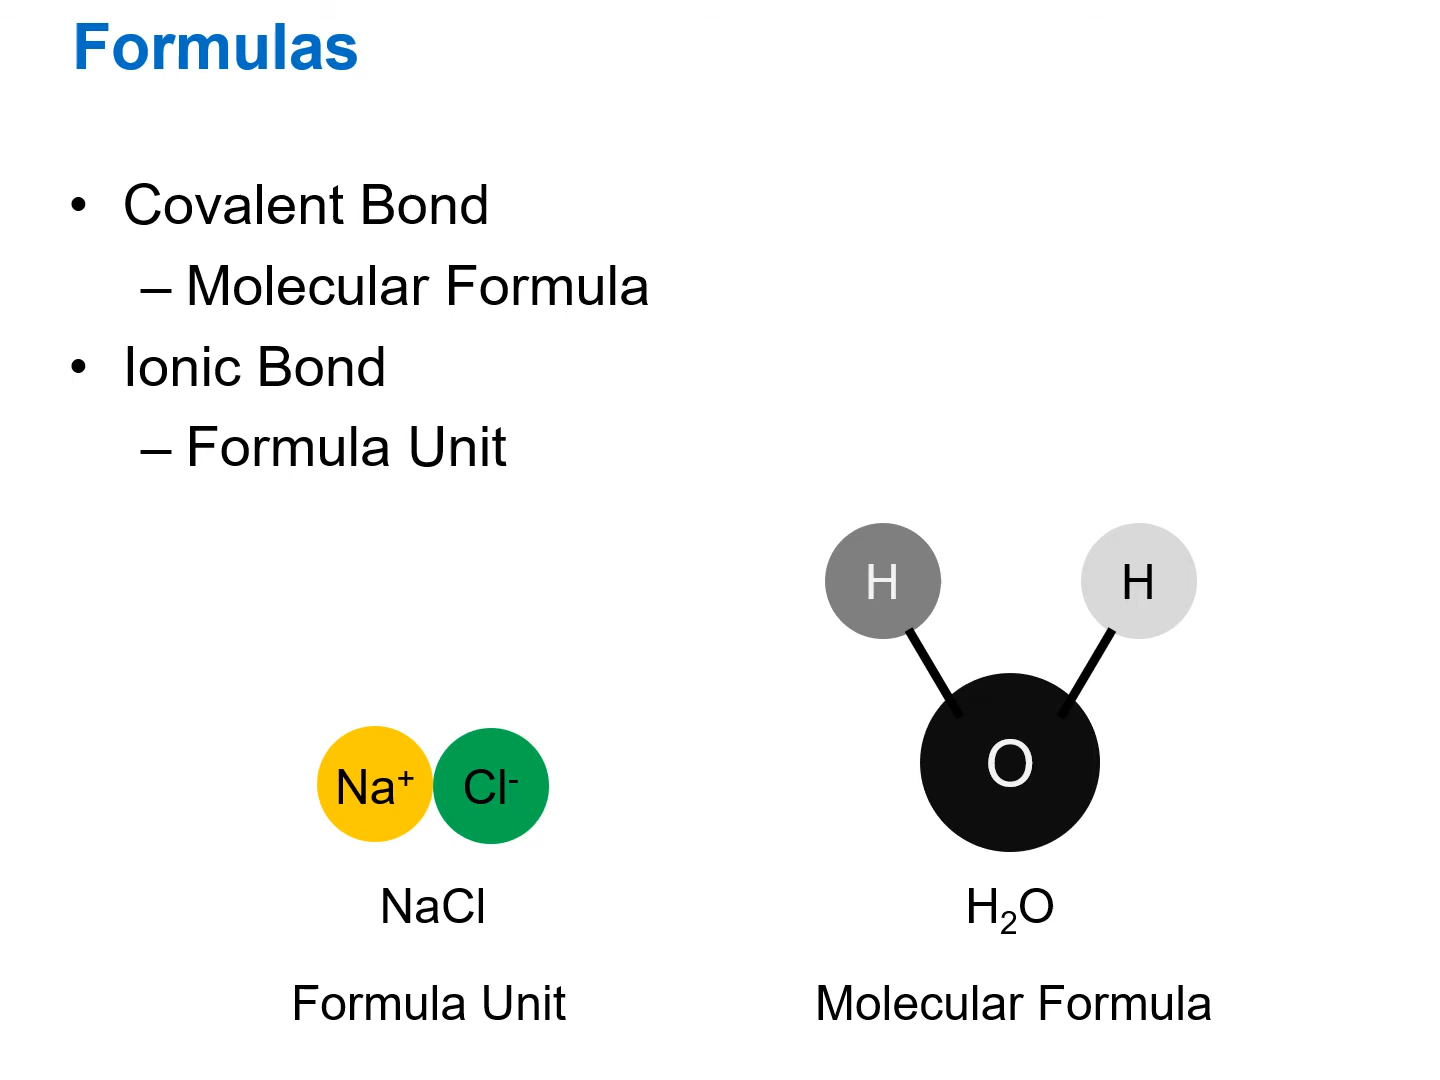 Formulas
• Covalent Bond
– Molecular Formula
• Ionic Bond
– Formula Unit
H H
O
Na⁺ Cl⁻
NaCl
H₂O
Formula Unit
Molecular Formula